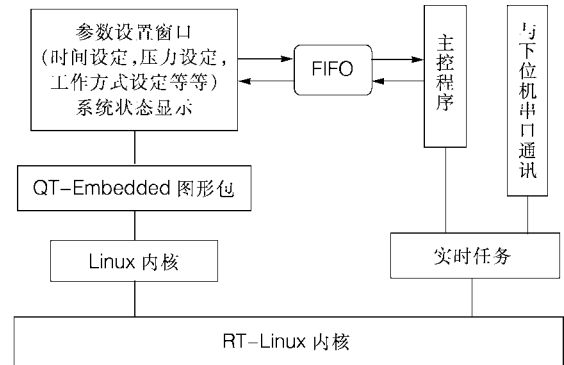 参数设置窗口
(时间设定,压力设定,
工作方式设定等等)
系统状态显示
FIFO
主控程序
与下位机串口通讯
QT-Embedded 图形包
Linux 内核
实时任务
RT-Linux 内核